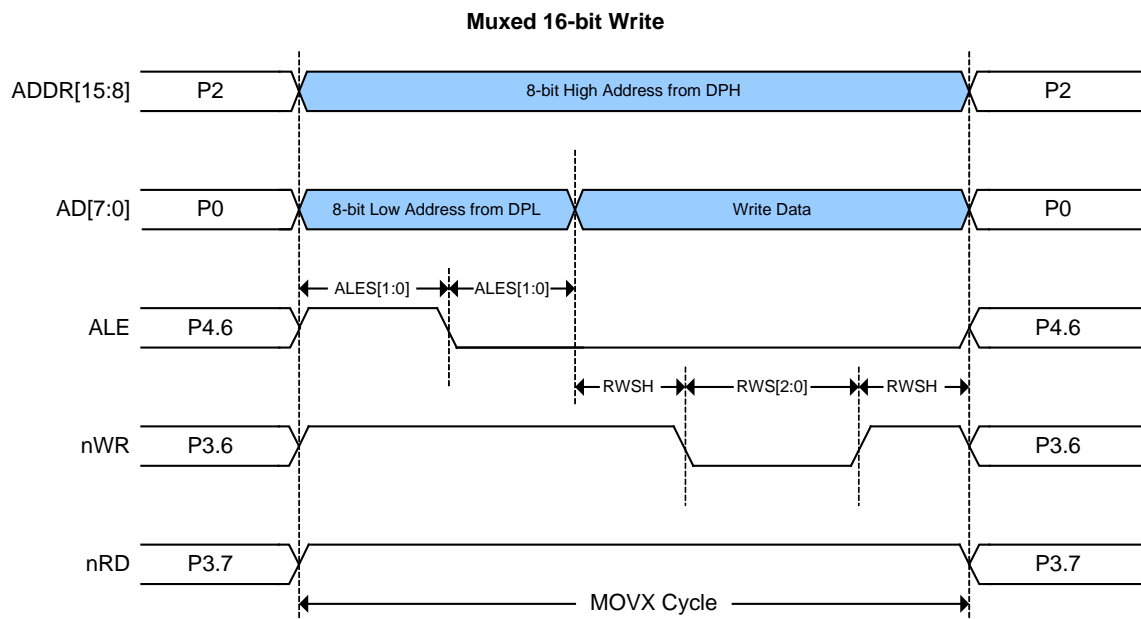 Muxed 16-bit Write
ADDR[15:8] P2 8-bit High Address from DPH P2
AD[7:0] P0 8-bit Low Address from DPL Write Data P0
ALES[1:0] ALES[1:0]
ALE P4.6 P4.6
RWSH RWS[2:0] RWSH
nWR P3.6 P3.6
nRD P3.7 P3.7
MOVX Cycle